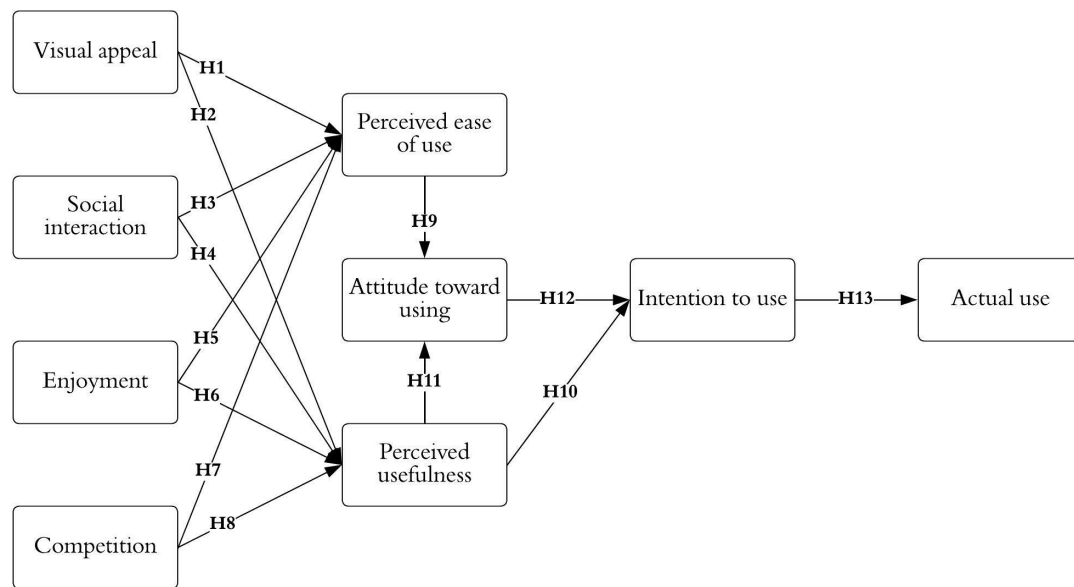 Visual appeal
H1
H2
Perceived ease
of use
Social
interaction
H3
H4
H9
Attitude toward
using
H12
Intention to use
H13
Actual use
H5
Enjoyment
H6
H11
H10
Perceived
usefulness
H7
H8
Competition